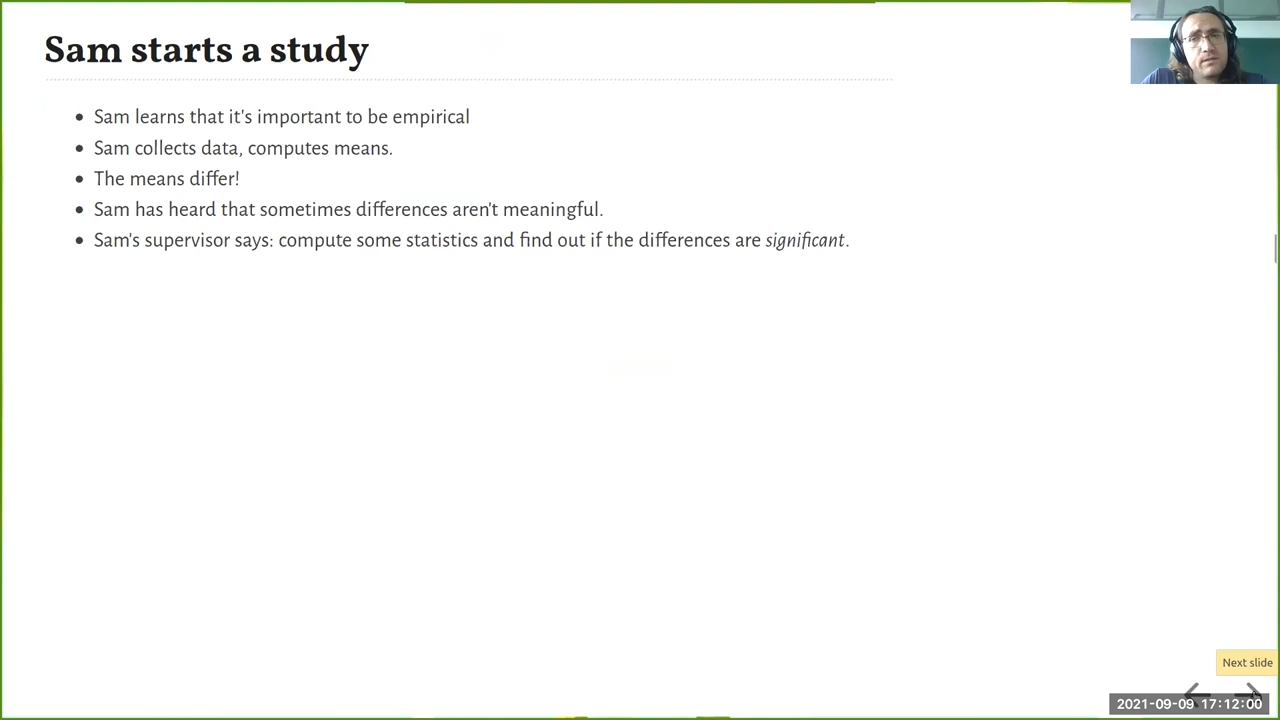 Sam starts a study
Sam learns that it's important to be empirical
Sam collects data, computes means.
The means differ!
Sam has heard that sometimes differences aren't meaningful.
Sam's supervisor says: compute some statistics and find out if the differences are significant.
Next slide
2021-09-09 17:12:00